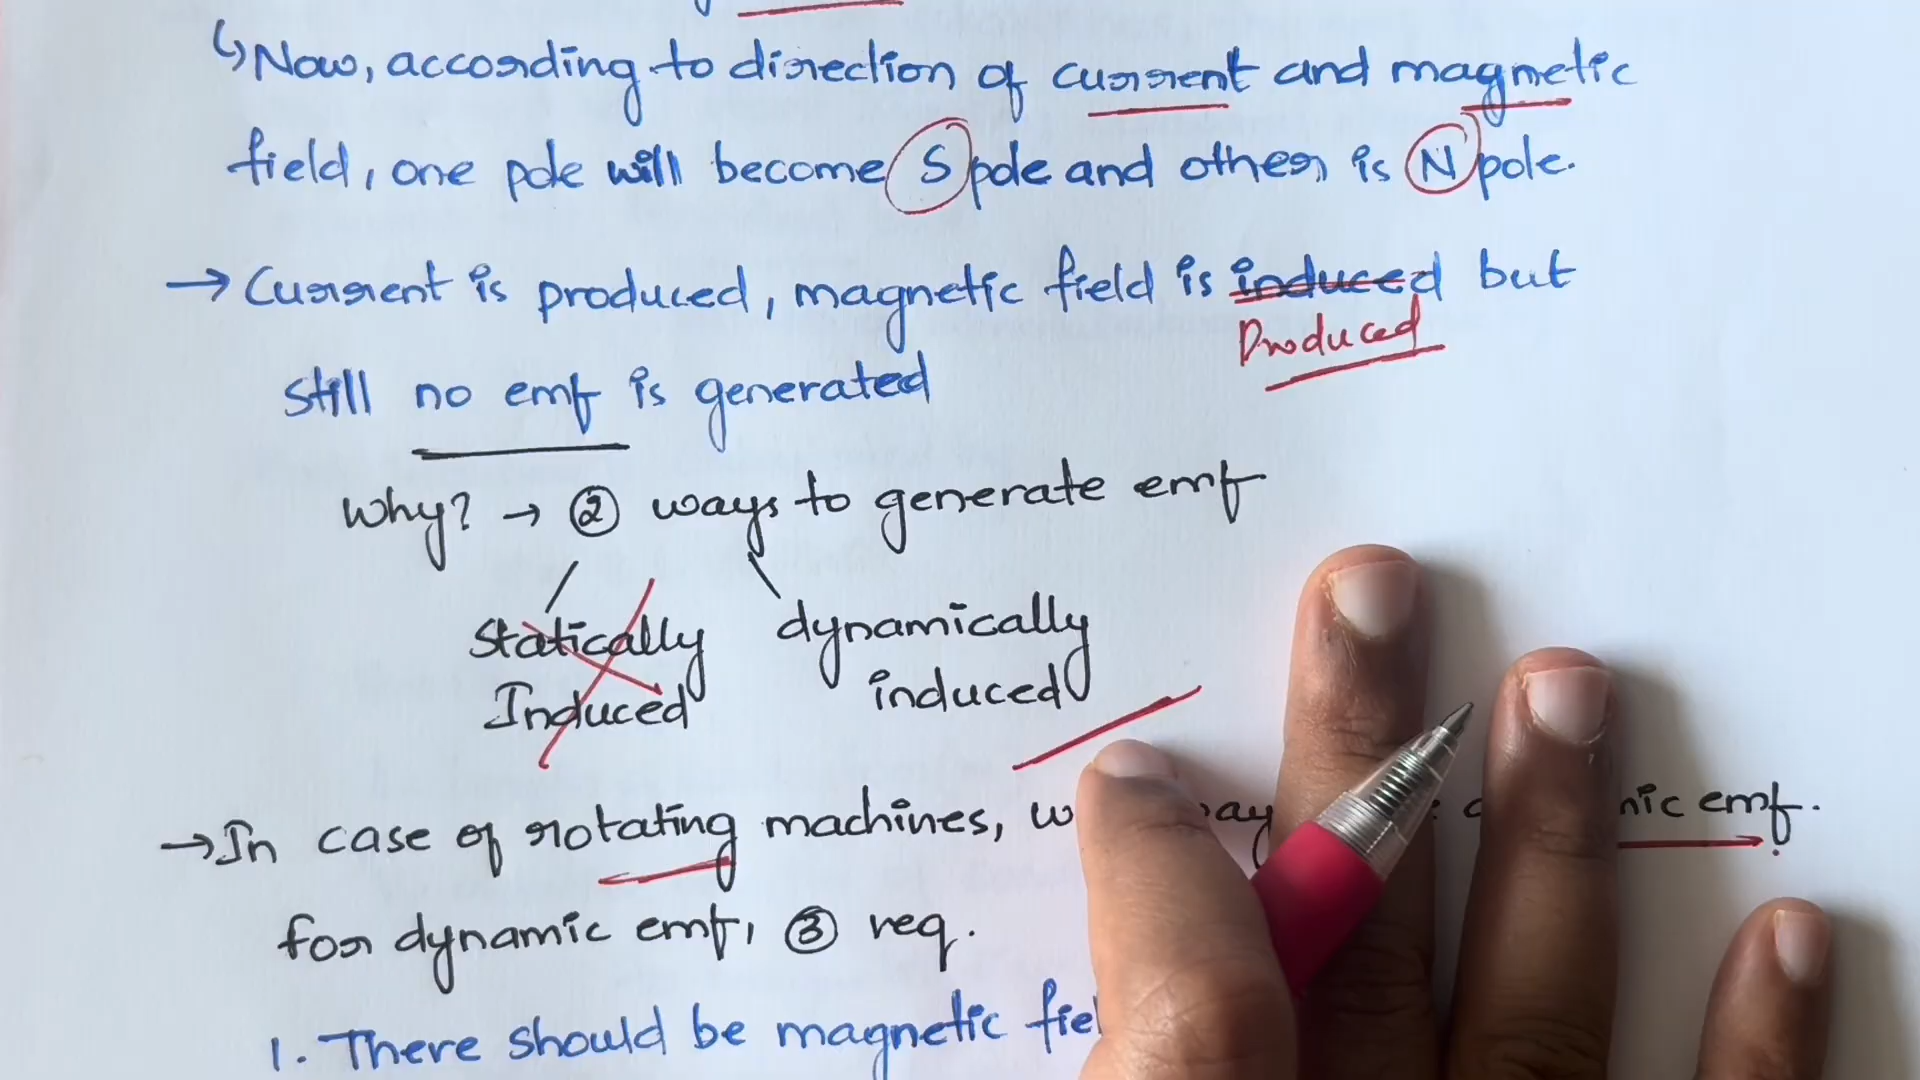 ↳ Now, according to direction of current and magnetic
field, one pole will become S pole and other is N pole.
→ Current is produced, magnetic field is induced but
Produced
still no emf is generated
Why? → ② ways to generate emf
Statically dynamically
Induced induced
→ In case of rotating machines, emf.
for dynamic emf, ③ req.
1. There should be magnetic